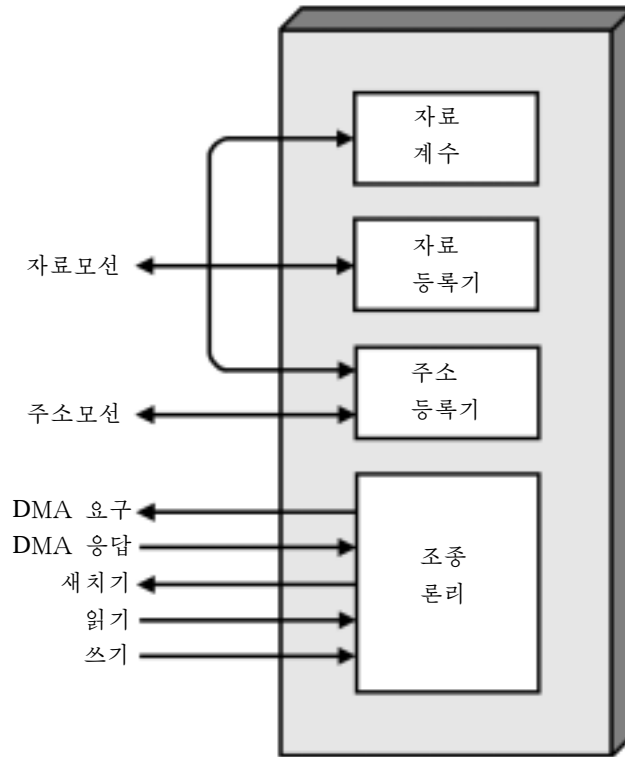 자료
계수
자료모선
자료
등록기
주소
등록기
주소모선
DMA 요구
DMA 응답
새치기
읽기
쓰기
조종
론리